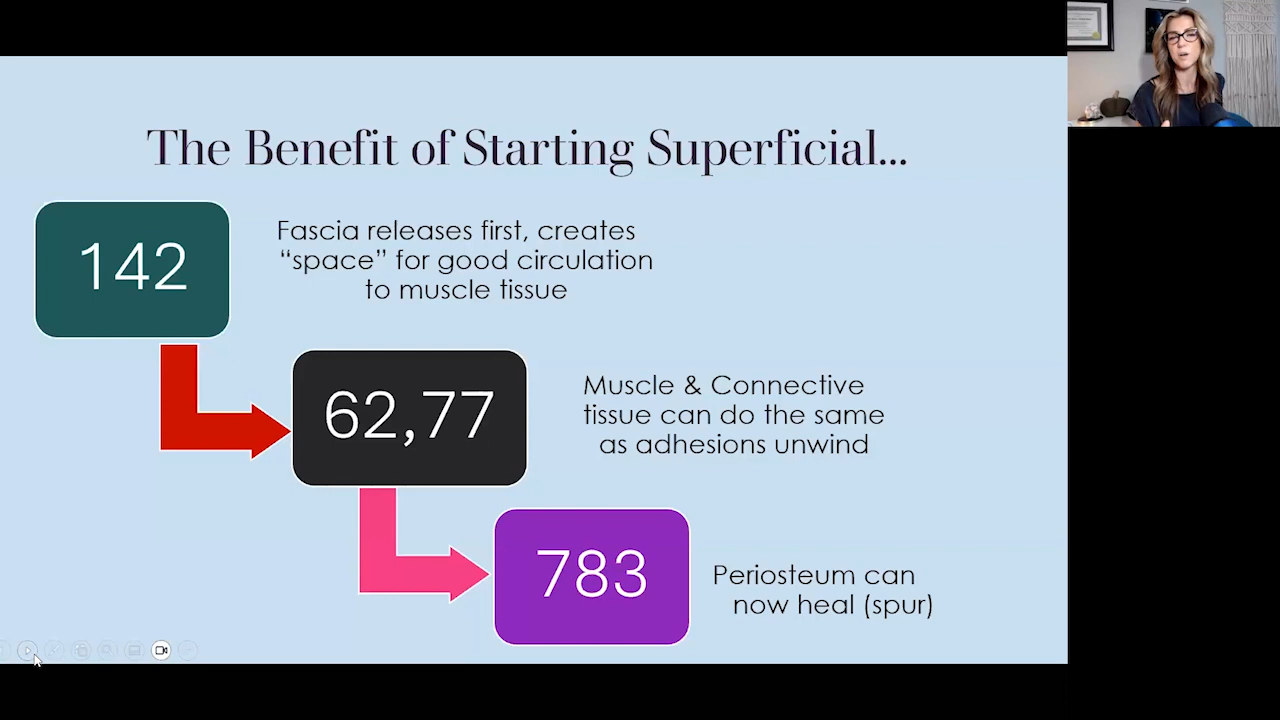 The Benefit of Starting Superficial...
142
Fascia releases first, creates
“space” for good circulation
to muscle tissue
62,77
Muscle & Connective
tissue can do the same
as adhesions unwind
783
Periosteum can
now heal (spur)